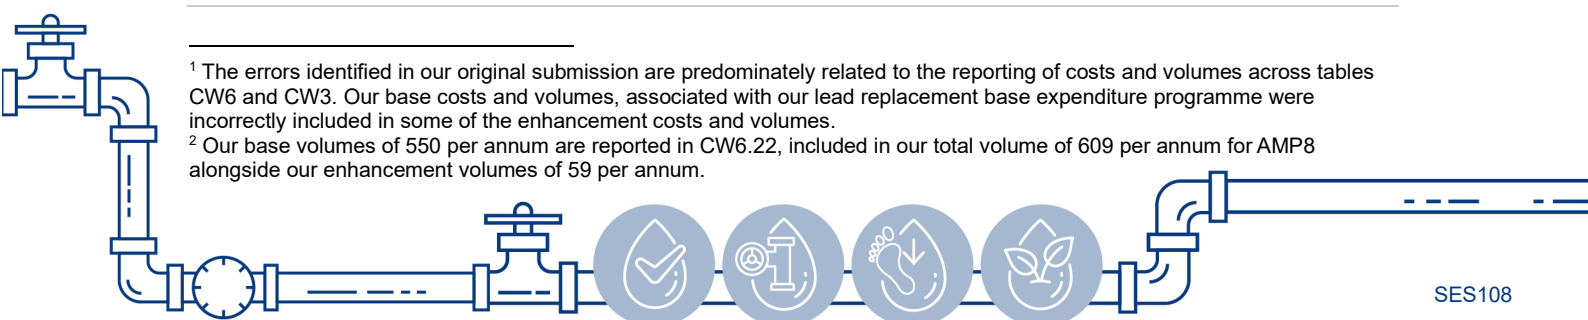 ¹ The errors identified in our original submission are predominately related to the reporting of costs and volumes across tables
CW6 and CW3. Our base costs and volumes, associated with our lead replacement base expenditure programme were
incorrectly included in some of the enhancement costs and volumes.
² Our base volumes of 550 per annum are reported in CW6.22, included in our total volume of 609 per annum for AMP8
alongside our enhancement volumes of 59 per annum.
SES108